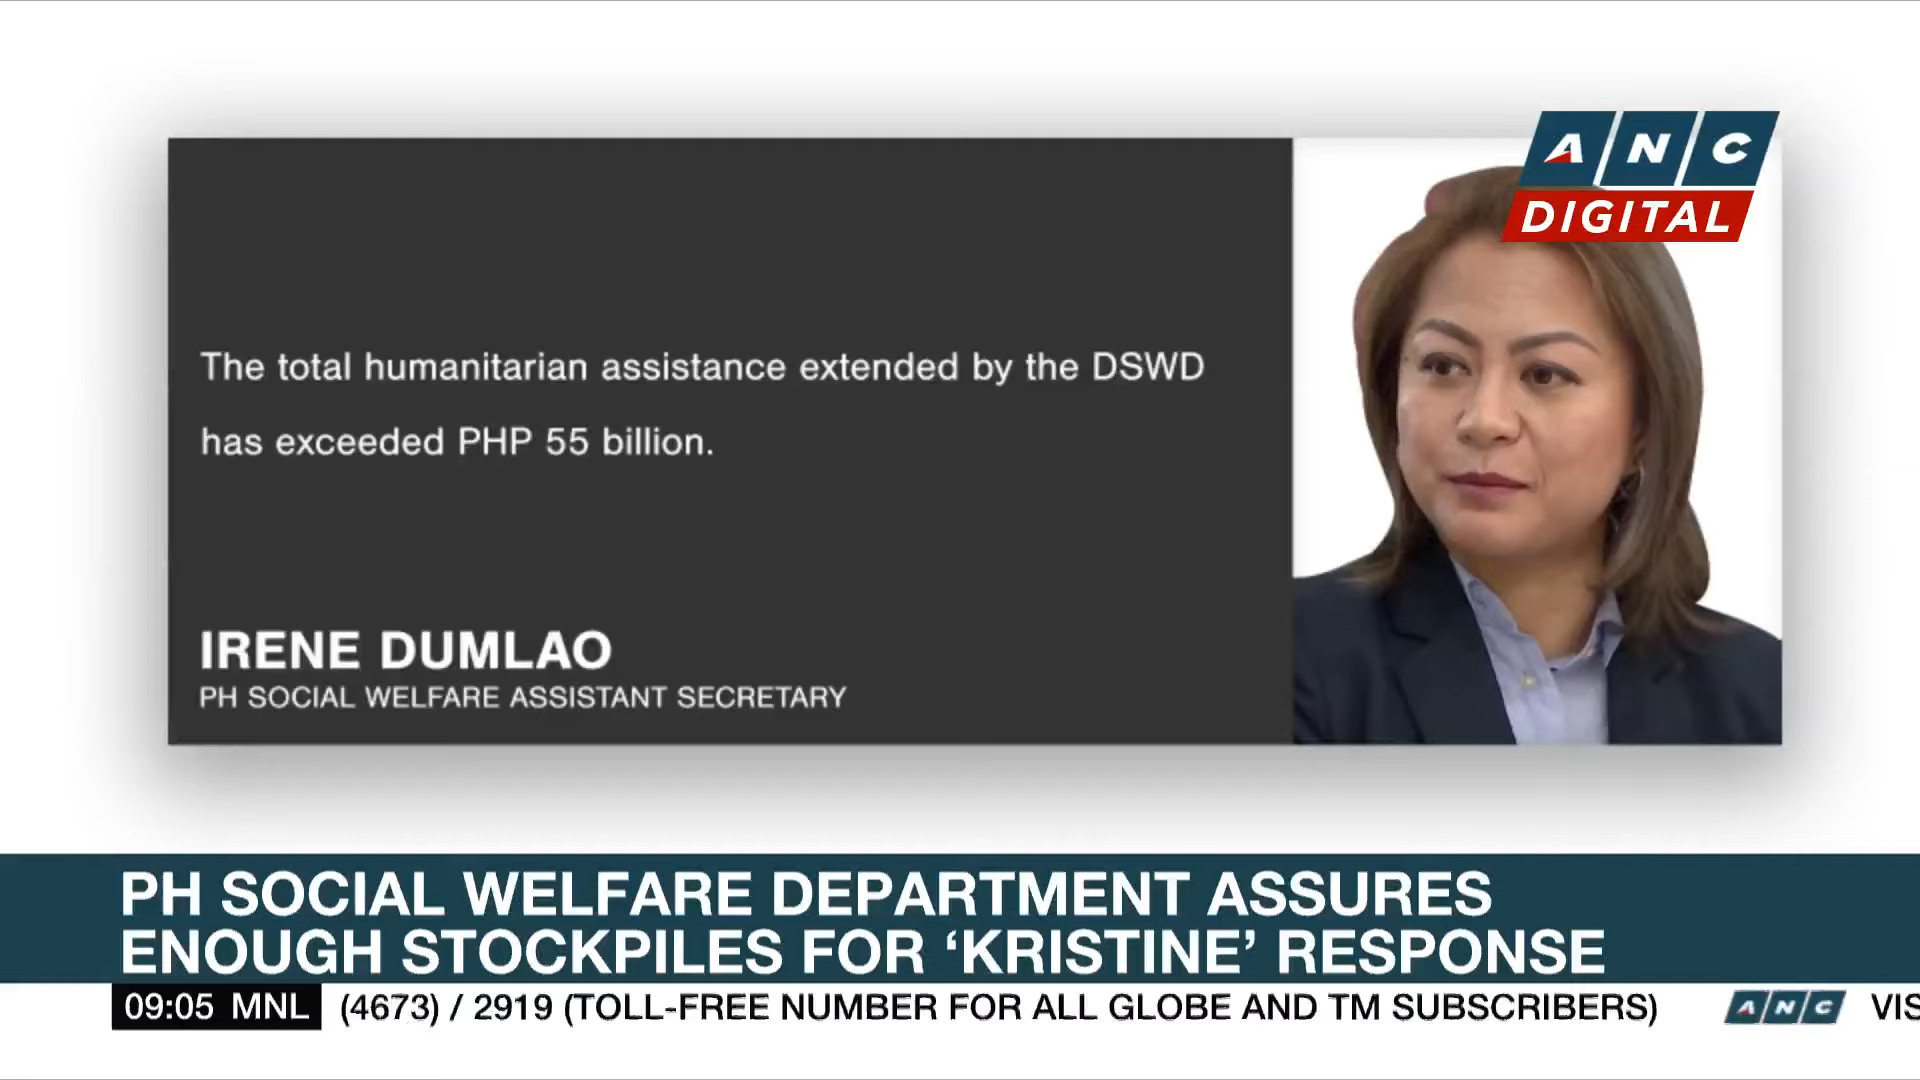 ANC
DIGITAL
The total humanitarian assistance extended by the DSWD
has exceeded PHP 55 billion.
IRENE DUMLAO
PH SOCIAL WELFARE ASSISTANT SECRETARY
PH SOCIAL WELFARE DEPARTMENT ASSURES
ENOUGH STOCKPILES FOR ‘KRISTINE’ RESPONSE
09:05 MNL (4673) / 2919 (TOLL-FREE NUMBER FOR ALL GLOBE AND TM SUBSCRIBERS) ANC VIS